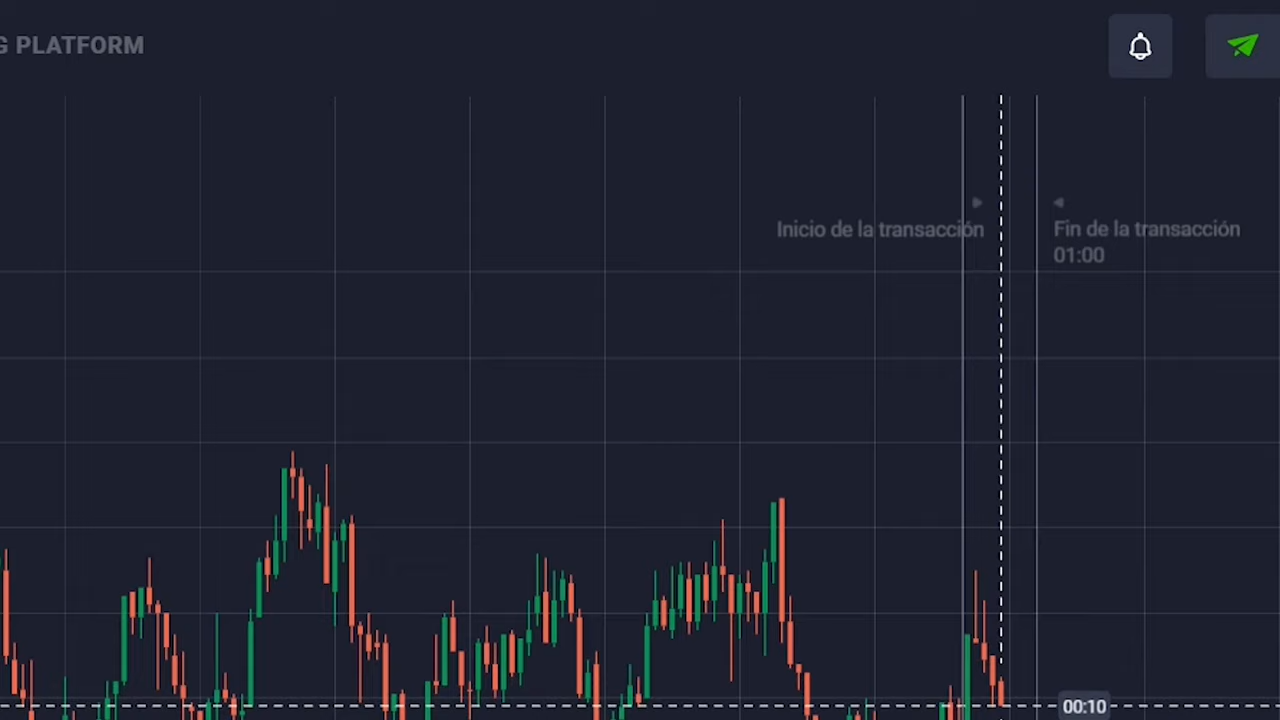 G PLATFORM
Inicio de la transacción
Fin de la transacción
01:00
00:10